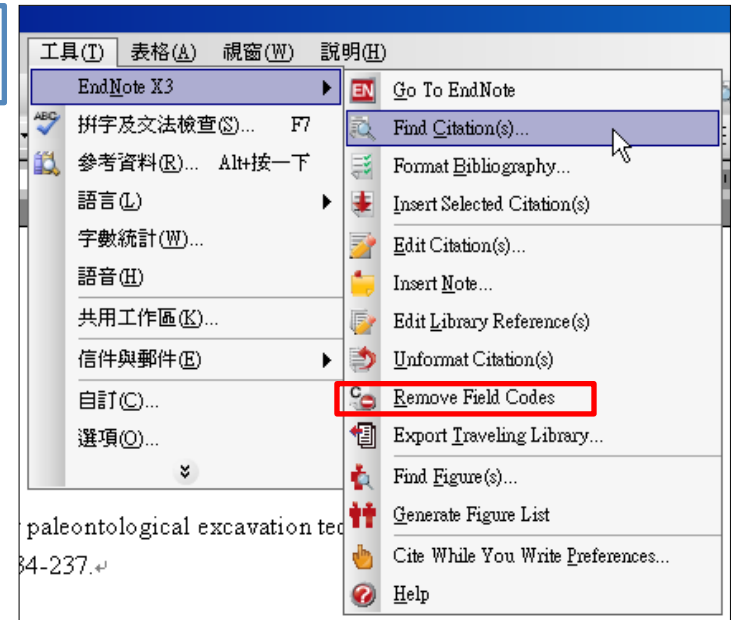 工具(T) 表格(A) 視窗(W) 說明(H)
EndNote X3
拼字及文法檢查(S)... F7
參考資料(R)... Alt+按一下
語言(L)
字數統計(W)...
語音(H)
共用工作區(K)...
信件與郵件(E)
自訂(C)...
選項(O)...
Go To EndNote
Find Citation(s)...
Format Bibliography...
Insert Selected Citation(s)
Edit Citation(s)...
Insert Note...
Edit Library Reference(s)
Unformat Citation(s)
Remove Field Codes
Export Traveling Library...
Find Figure(s)...
Generate Figure List
Cite While You Write Preferences...
Help
paleontological excavation tec
34-237.